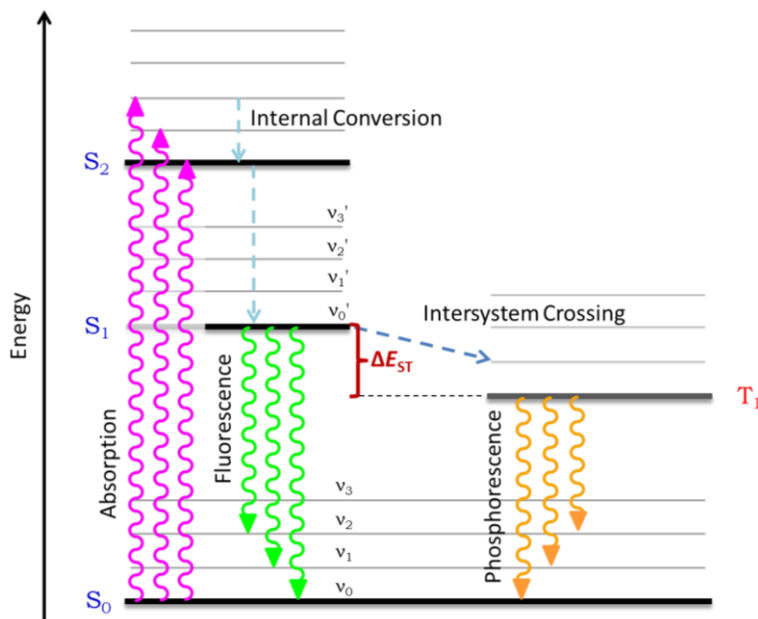 Internal Conversion
S₂
ν₃'
ν₂'
ν₁'
ν₀'
Intersystem Crossing
S₁
ΔE_ST
T₁
Energy
Absorption
Fluorescence
Phosphorescence
ν₃
ν₂
ν₁
ν₀
S₀